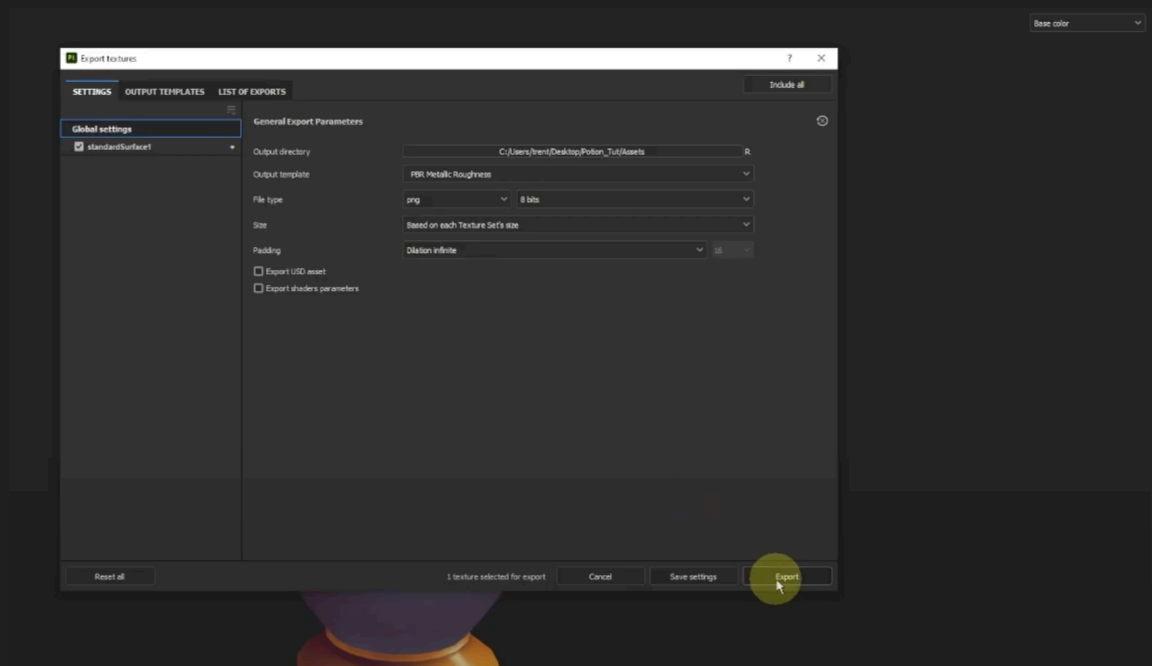 Base color
Pt Export textures ?
SETTINGS OUTPUT TEMPLATES LIST OF EXPORTS Include all
Global settings General Export Parameters
standardSurface1
Output directory C:/Users/trent/Desktop/Potion_Tut/Assets
Output template PBR Metallic Roughness
File type png 8 bits
Size Based on each Texture Set's size
Padding Dilation infinite 16
Export USD asset
Export shaders parameters
Reset all 1 texture selected for export Cancel Save settings Export